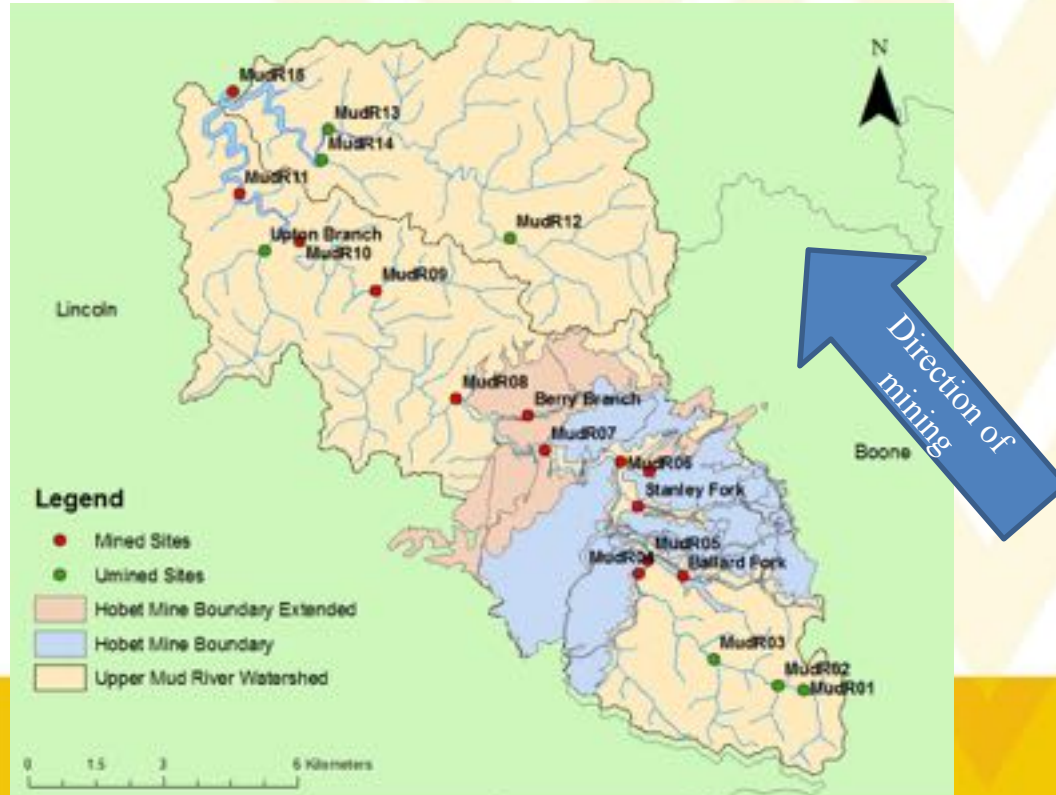 N
MudR15
MudR13
MudR14
MudR11
MudR12
Upton Branch
MudR10
MudR09
Lincoln
Direction of
mining
MudR08
Berry Branch
MudR07
Boone
MudR06
Stanley Fork
MudR05
MudR04
Ballard Fork
MudR03
MudR02
MudR01
Legend
Mined Sites
Umined Sites
Hobet Mine Boundary Extended
Hobet Mine Boundary
Upper Mud River Watershed
0 1.5 3 6 Kilometers